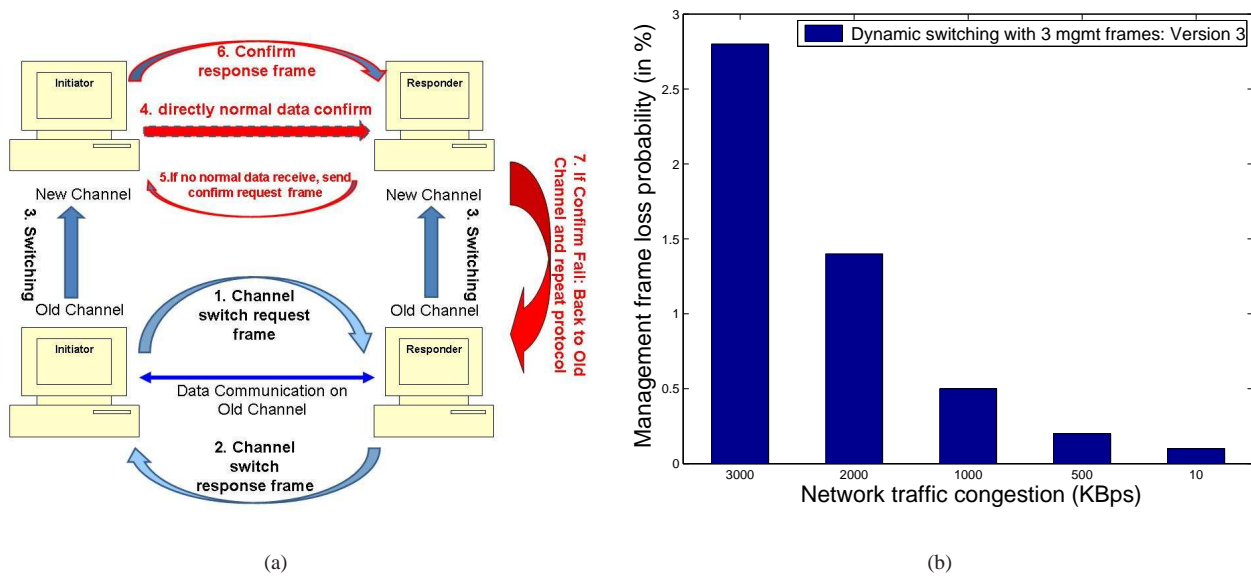 6. Confirm
response frame
Initiator
Responder
4. directly normal data confirm
5.If no normal data receive, send
confirm request frame
New Channel
New Channel
3. Switching
3. Switching
7. If Confirm Fail: Back to Old
Channel and repeat protocol
Old Channel
Old Channel
1. Channel
switch request
frame
Initiator
Responder
Data Communication on
Old Channel
2. Channel
switch
response frame
(a)
Dynamic switching with 3 mgmt frames: Version 3
Management frame loss probability (in %)
3
2.5
2
1.5
1
0.5
0
3000 2000 1000 500 10
Network traffic congestion (KBps)
(b)